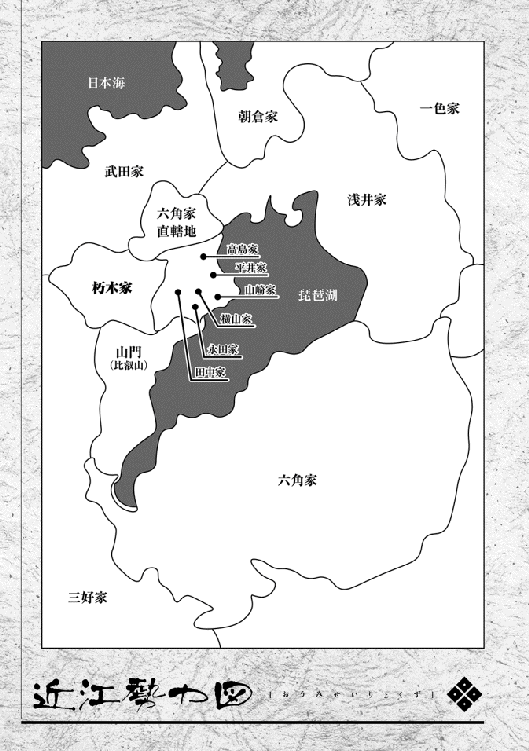 日本海
朝倉家
一色家
武田家
浅井家
六角家
直轄地
高島家
平井家
山崎家
朽木家
琵琶湖
横山家
山門
(比叡山)
永田家
田中家
六角家
三好家
近江勢力図 [おうみせいりょくず]